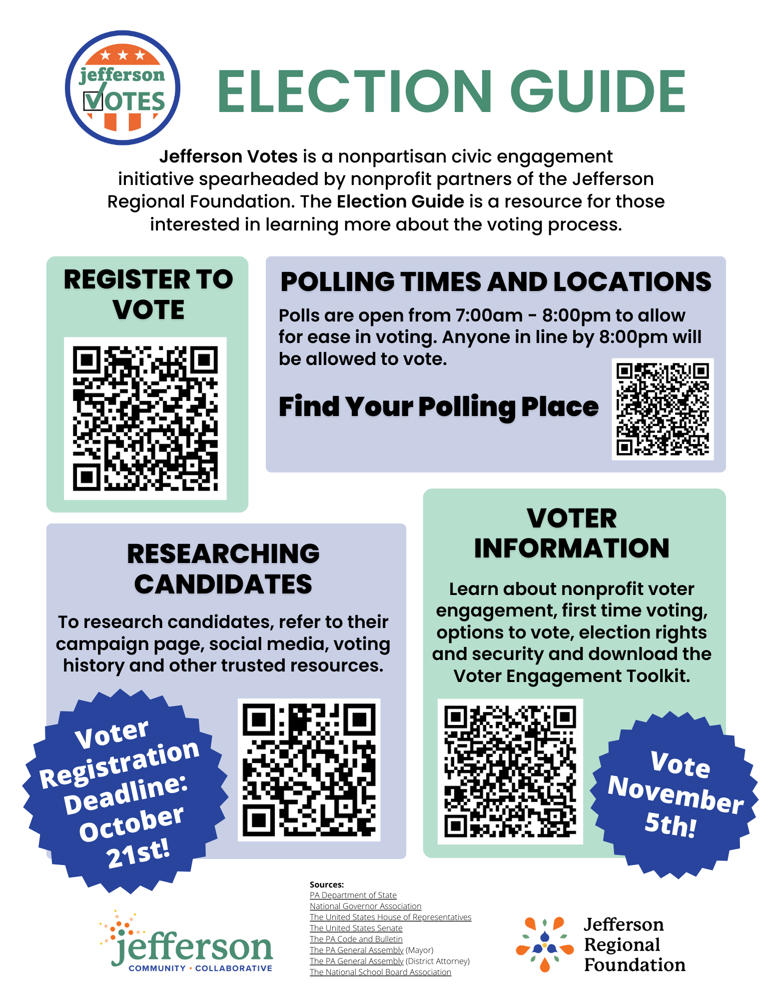 jefferson
VOTES
ELECTION GUIDE
Jefferson Votes is a nonpartisan civic engagement
initiative spearheaded by nonprofit partners of the Jefferson
Regional Foundation. The Election Guide is a resource for those
interested in learning more about the voting process.
REGISTER TO
VOTE
POLLING TIMES AND LOCATIONS
Polls are open from 7:00am - 8:00pm to allow
for ease in voting. Anyone in line by 8:00pm will
be allowed to vote.
Find Your Polling Place
RESEARCHING
CANDIDATES
To research candidates, refer to their
campaign page, social media, voting
history and other trusted resources.
Voter
Registration
Deadline:
October
21st!
VOTER
INFORMATION
Learn about nonprofit voter
engagement, first time voting,
options to vote, election rights
and security and download the
Voter Engagement Toolkit.
Vote
November
5th!
jefferson
COMMUNITY • COLLABORATIVE
Sources:
PA Department of State
National Governor Association
The United States House of Representatives
The United States Senate
The PA Code and Bulletin
The PA General Assembly (Mayor)
The PA General Assembly (District Attorney)
The National School Board Association
Jefferson
Regional
Foundation